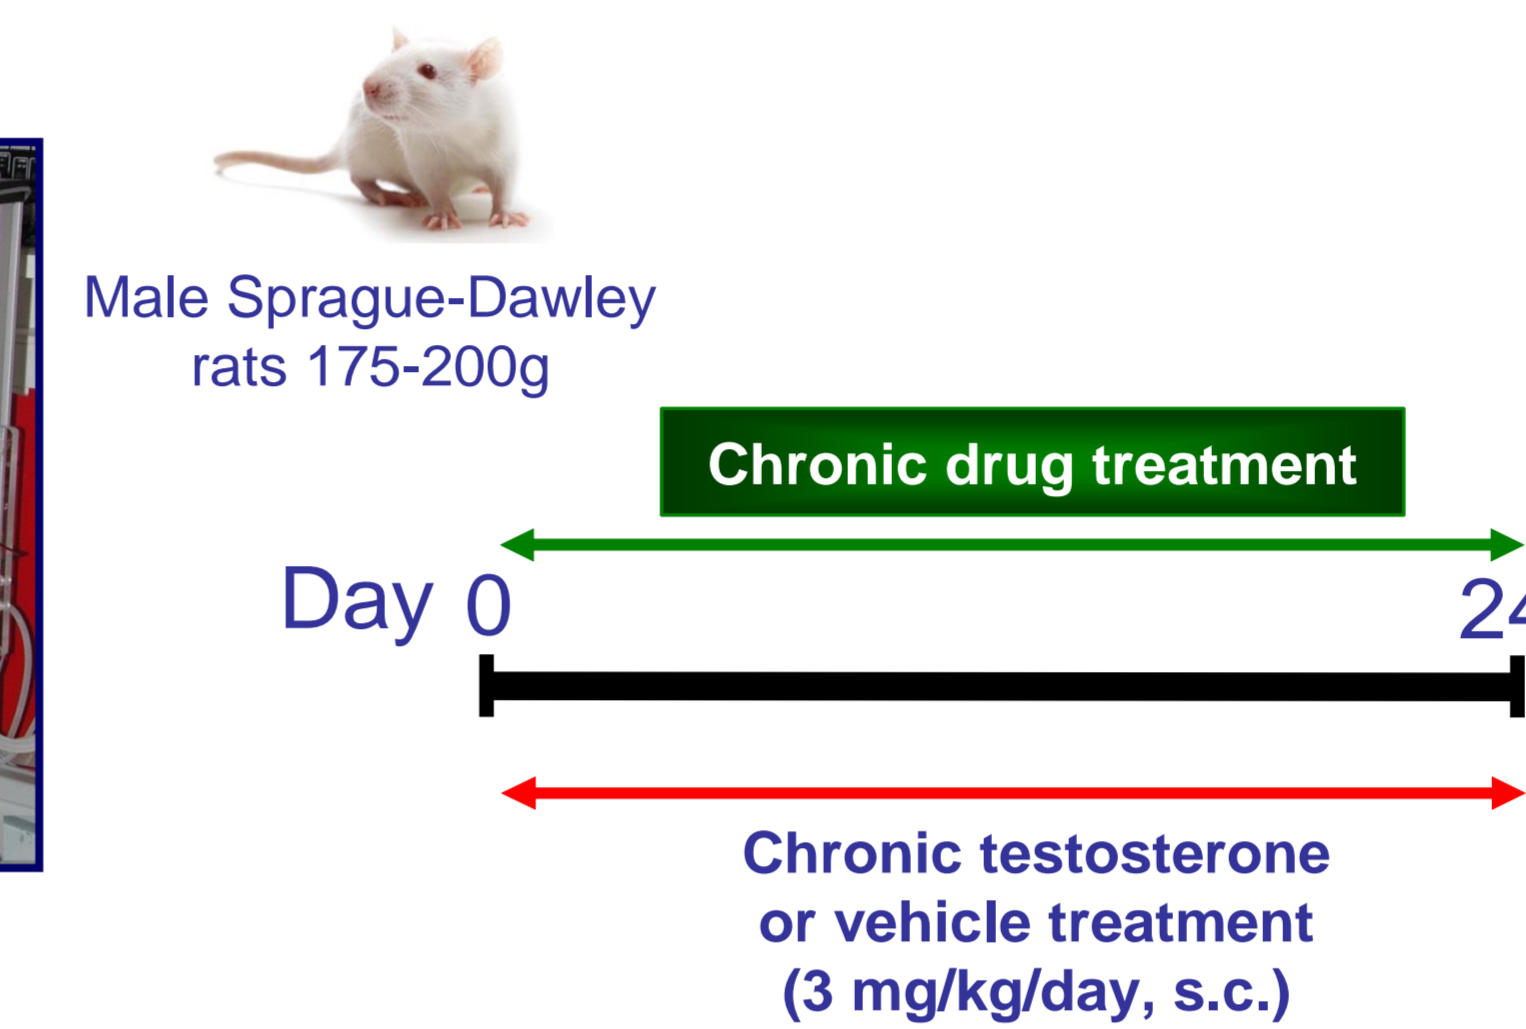 Male Sprague-Dawley
rats 175-200g
Chronic drug treatment
Day 0
24
Chronic testosterone
or vehicle treatment
(3 mg/kg/day, s.c.)